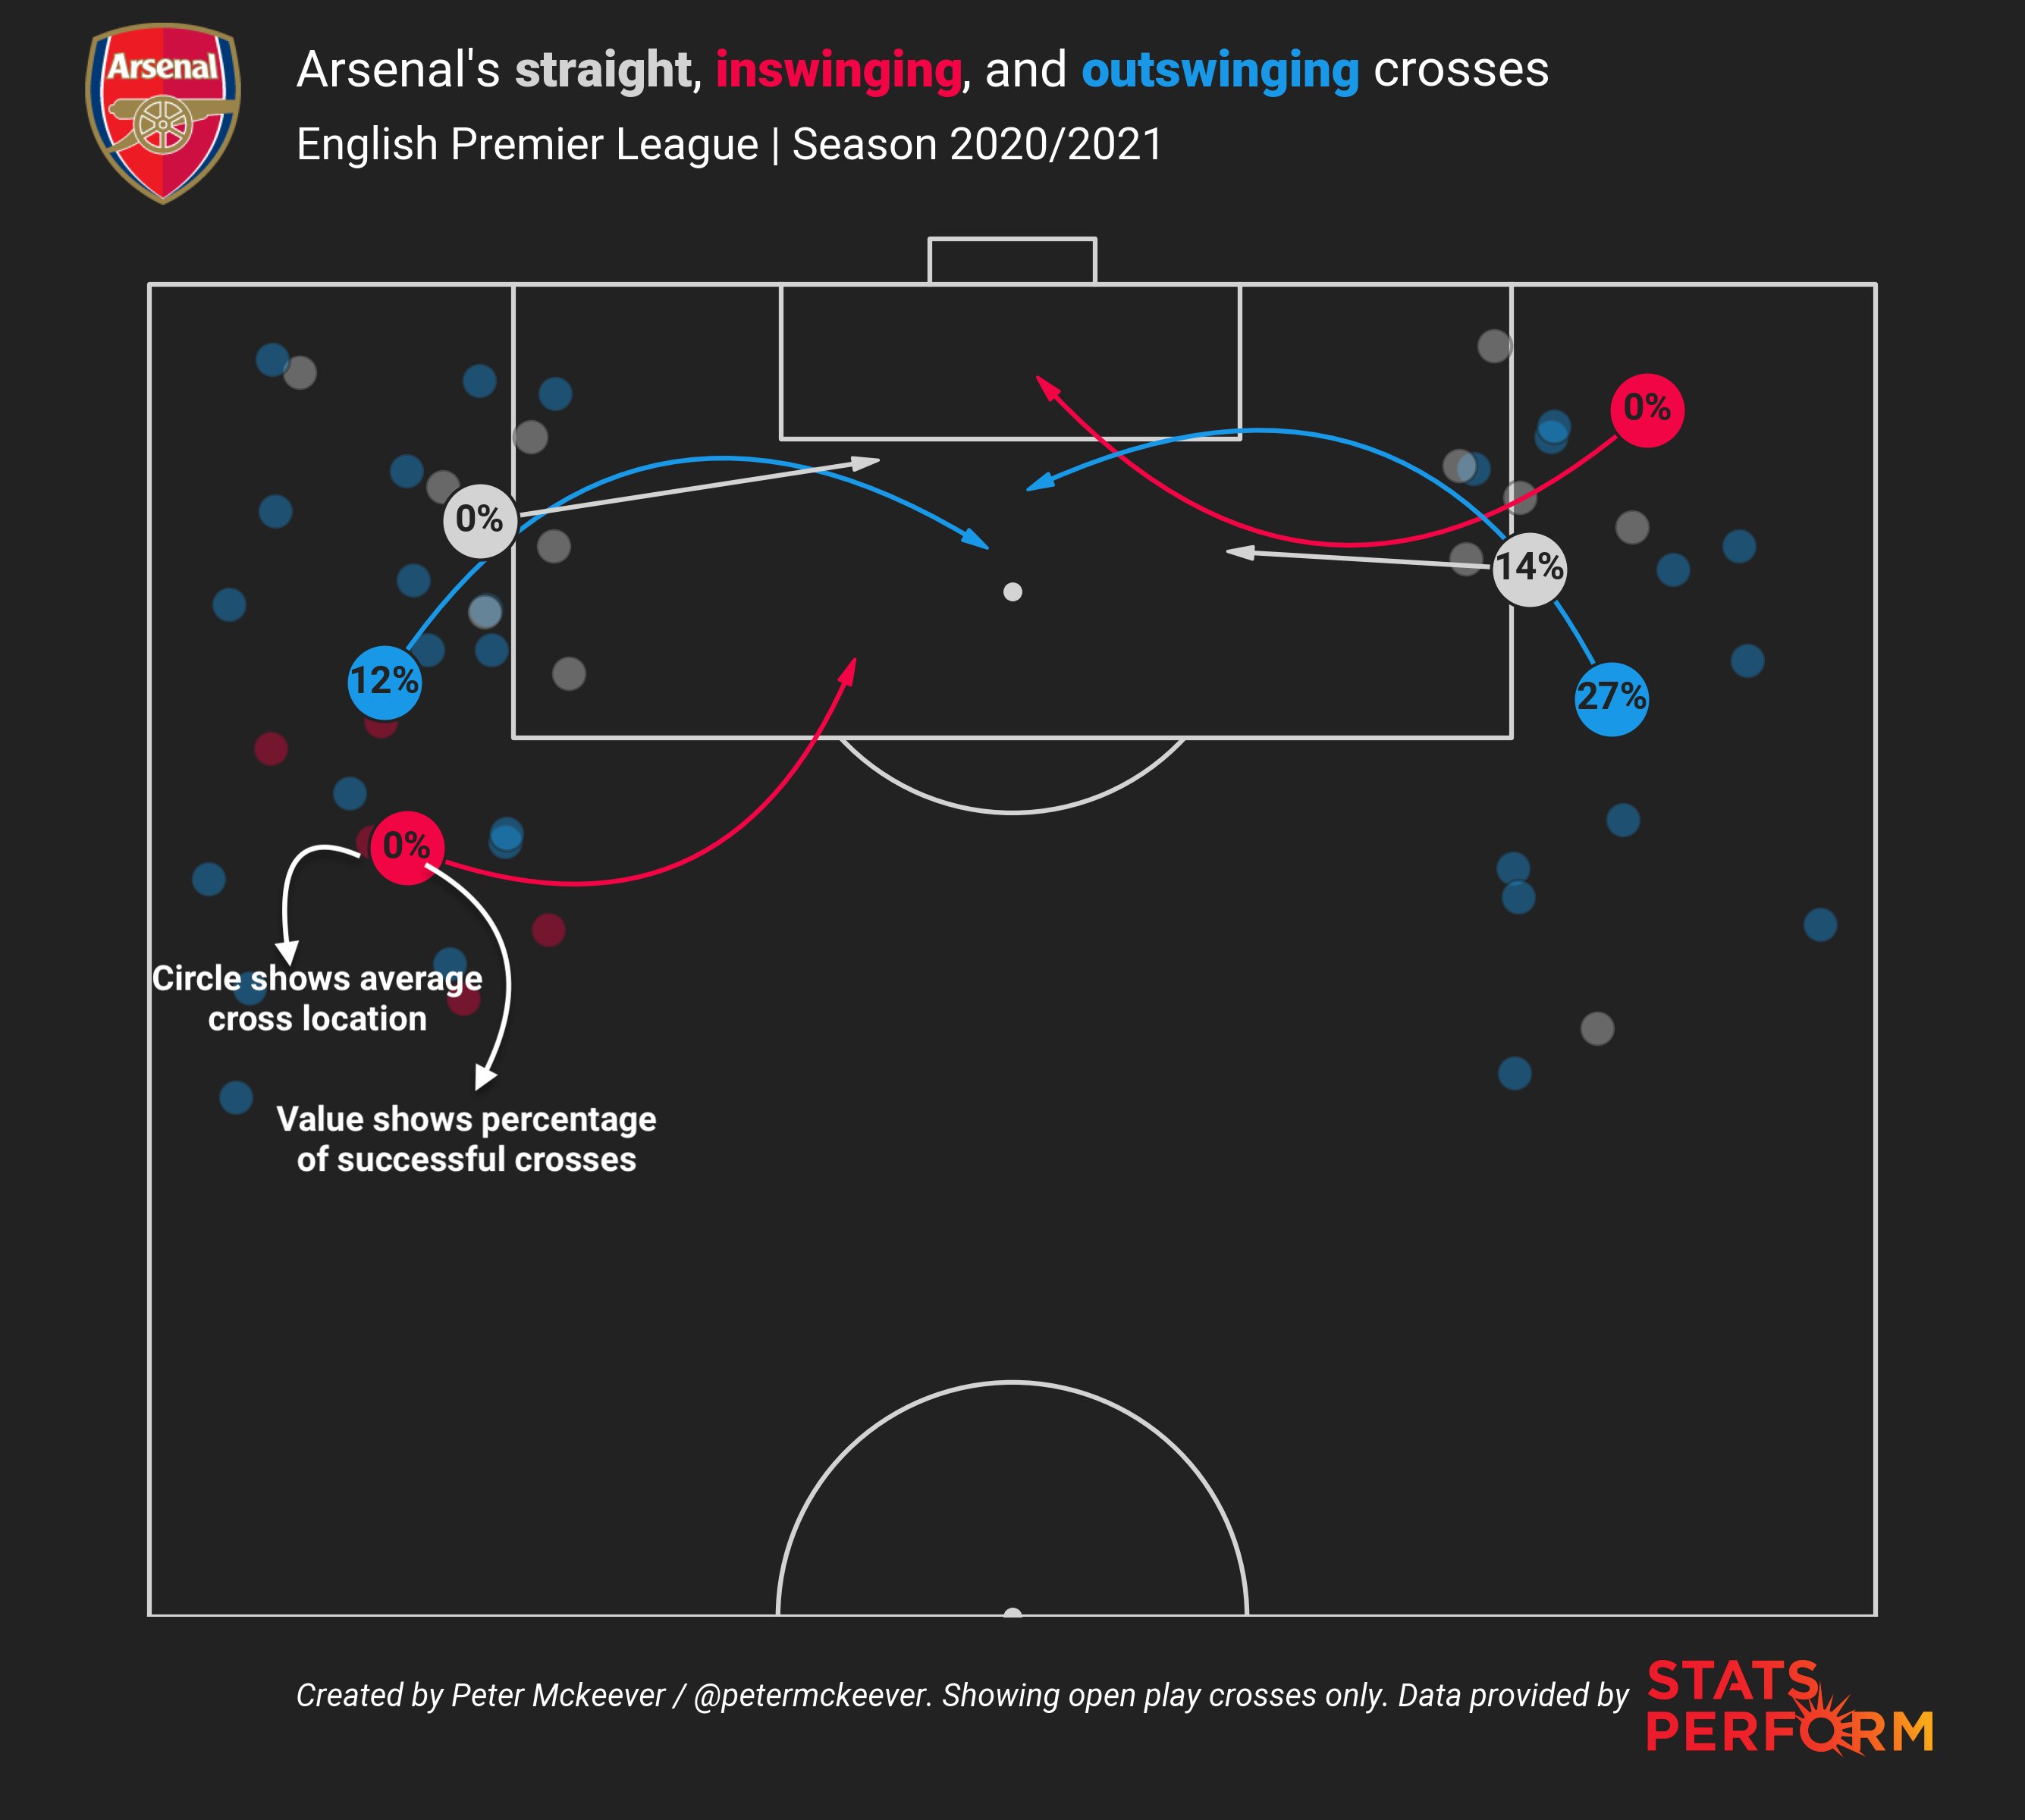 Arsenal
Arsenal's straight, inswinging, and outswinging crosses
English Premier League | Season 2020/2021
0%
0%
14%
12%
27%
0%
Circle shows average
cross location
Value shows percentage
of successful crosses
Created by Peter Mckeever / @petermckeever. Showing open play crosses only. Data provided by
STATS
PERFORM